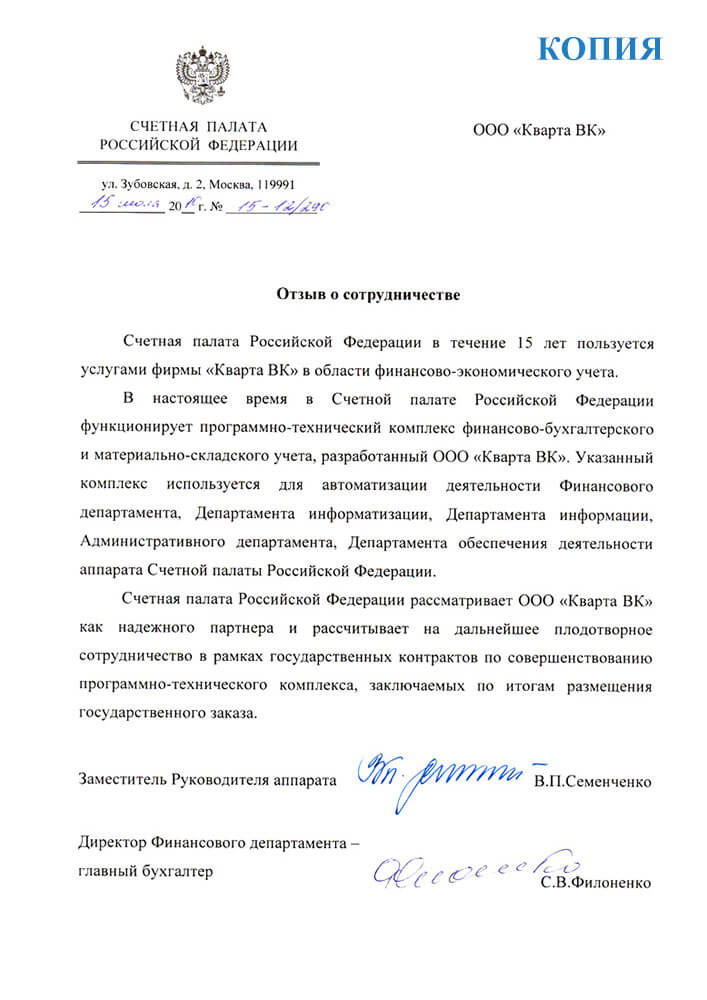 КОПИЯ
СЧЕТНАЯ ПАЛАТА
РОССИЙСКОЙ ФЕДЕРАЦИИ
ООО «Кварта ВК»
ул. Зубовская, д. 2, Москва, 119991
15 июля 2010 г. № 15-12/290
Отзыв о сотрудничестве
Счетная палата Российской Федерации в течение 15 лет пользуется
услугами фирмы «Кварта ВК» в области финансово-экономического учета.
В настоящее время в Счетной палате Российской Федерации
функционирует программно-технический комплекс финансово-бухгалтерского
и материально-складского учета, разработанный ООО «Кварта ВК». Указанный
комплекс используется для автоматизации деятельности Финансового
департамента, Департамента информатизации, Департамента информации,
Административного департамента, Департамента обеспечения деятельности
аппарата Счетной палаты Российской Федерации.
Счетная палата Российской Федерации рассматривает ООО «Кварта ВК»
как надежного партнера и рассчитывает на дальнейшее плодотворное
сотрудничество в рамках государственных контрактов по совершенствованию
программно-технического комплекса, заключаемых по итогам размещения
государственного заказа.
Заместитель Руководителя аппарата В.П.Семенченко
Директор Финансового департамента –
главный бухгалтер С.В.Филоненко